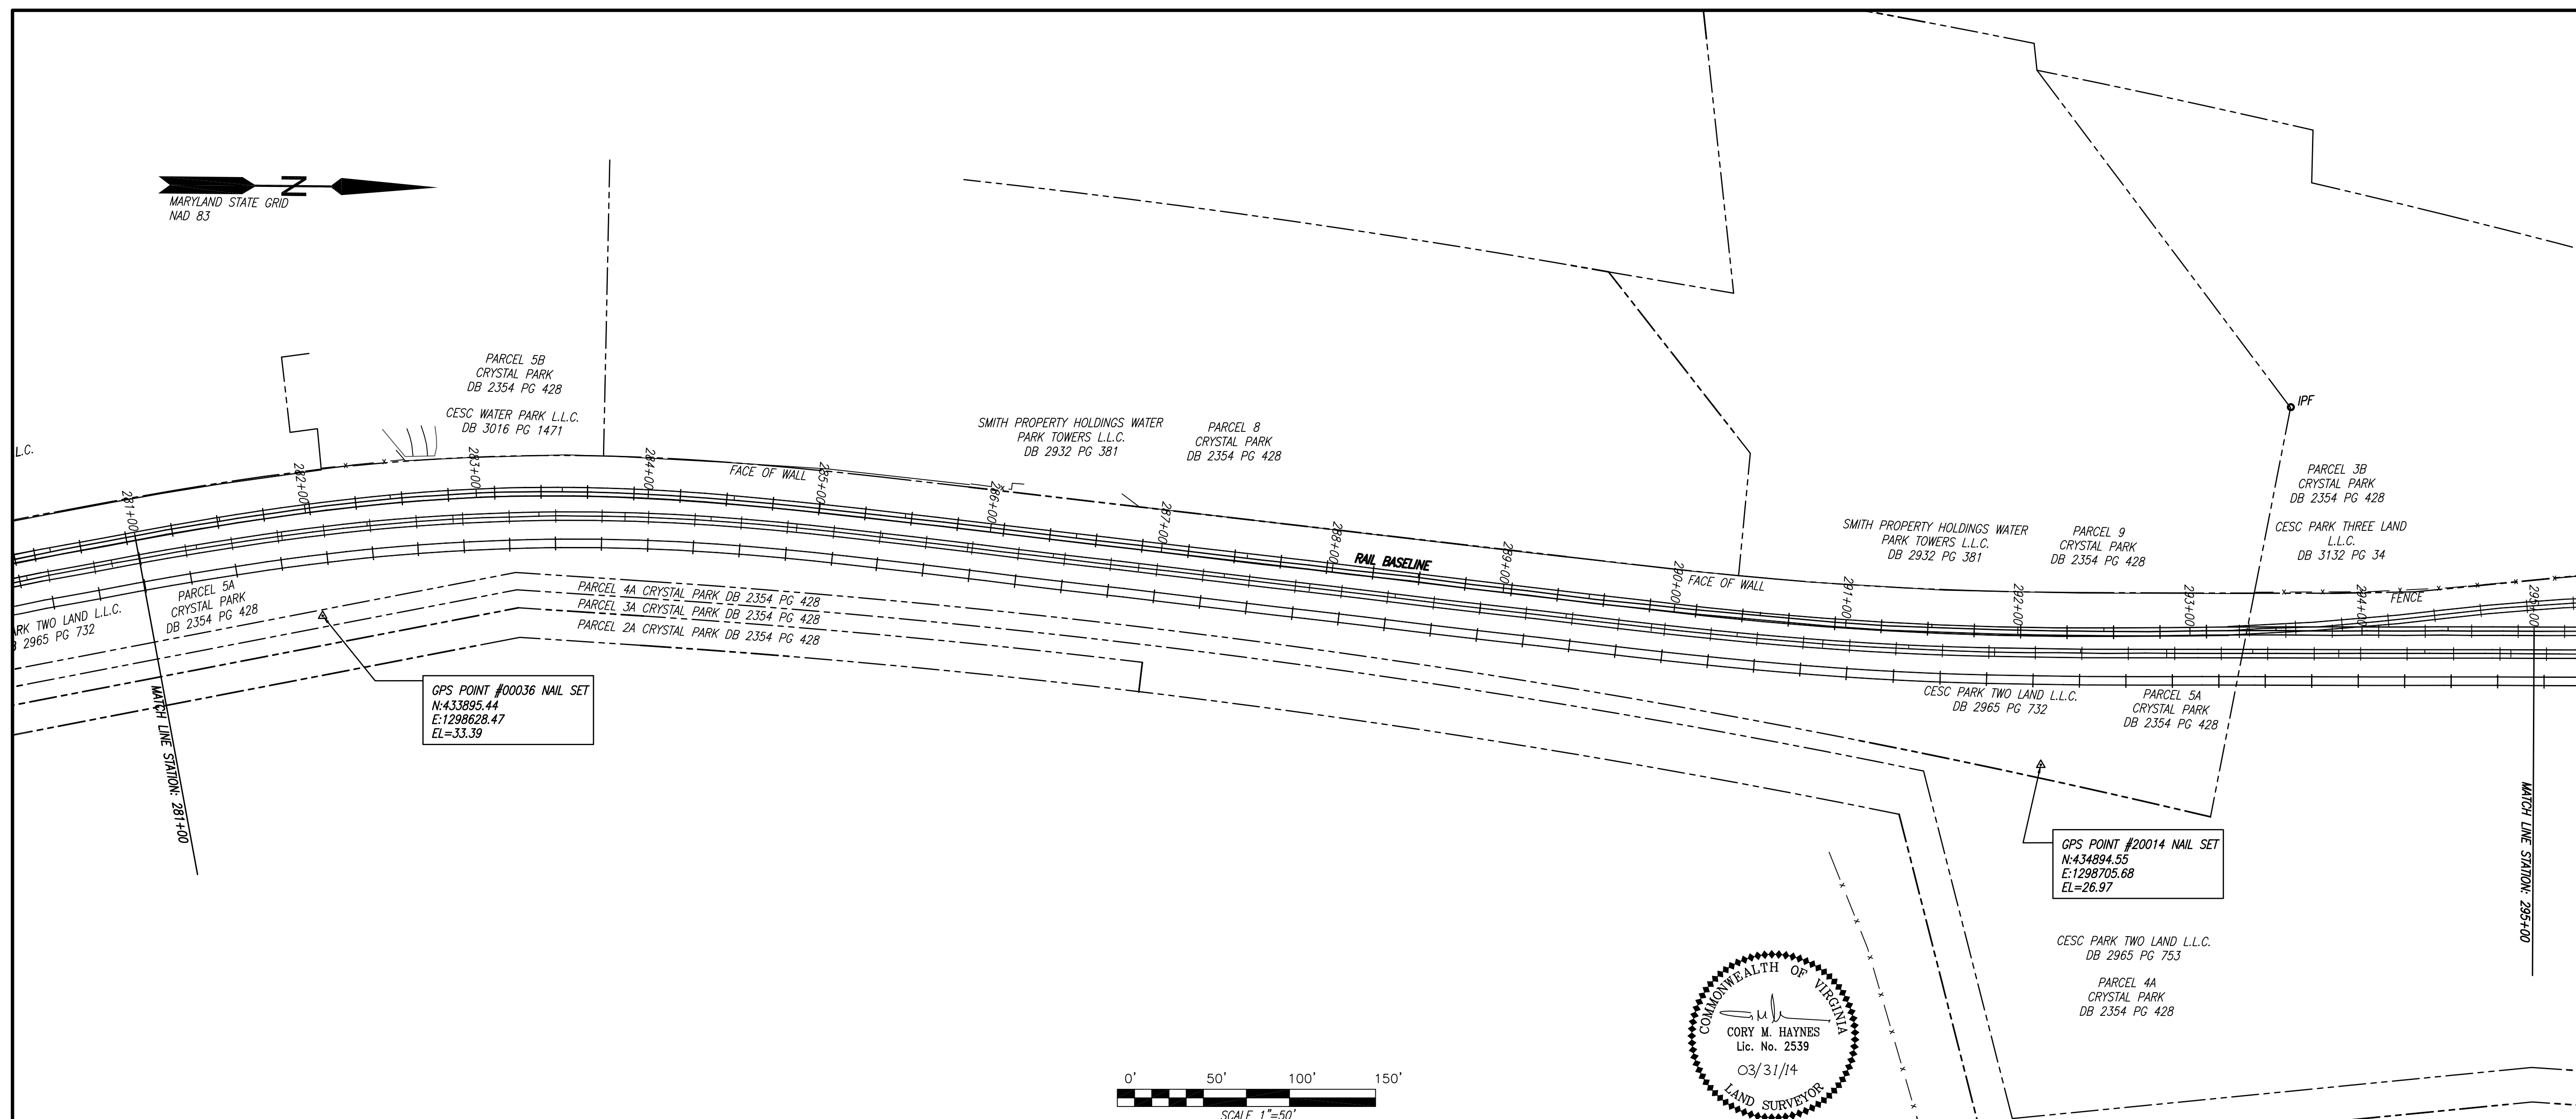 MARYLAND STATE GRID
NAD 83
N
L.C.
PARCEL 5B
CRYSTAL PARK
DB 2354 PG 428
CESC WATER PARK L.L.C.
DB 3016 PG 1471
SMITH PROPERTY HOLDINGS WATER
PARK TOWERS L.L.C.
DB 2932 PG 381
PARCEL 8
CRYSTAL PARK
DB 2354 PG 428
SMITH PROPERTY HOLDINGS WATER
PARK TOWERS L.L.C.
DB 2932 PG 381
PARCEL 9
CRYSTAL PARK
DB 2354 PG 428
IPF
PARCEL 3B
CRYSTAL PARK
DB 2354 PG 428
CESC PARK THREE LAND
L.L.C.
DB 3132 PG 34
281+00
282+00
283+00
284+00
285+00
286+00
287+00
288+00
289+00
290+00
291+00
292+00
293+00
294+00
295+00
FACE OF WALL
RAIL BASELINE
FACE OF WALL
FENCE
PARCEL 5A
CRYSTAL PARK
DB 2354 PG 428
RK TWO LAND L.L.C.
2965 PG 732
PARCEL 4A CRYSTAL PARK DB 2354 PG 428
PARCEL 3A CRYSTAL PARK DB 2354 PG 428
PARCEL 2A CRYSTAL PARK DB 2354 PG 428
MATCH LINE STATION: 281+00
GPS POINT #00036 NAIL SET
N:433895.44
E:1298628.47
EL=33.39
CESC PARK TWO LAND L.L.C.
DB 2965 PG 732
PARCEL 5A
CRYSTAL PARK
DB 2354 PG 428
GPS POINT #20014 NAIL SET
N:434894.55
E:1298705.68
EL=26.97
MATCH LINE STATION: 295+00
CESC PARK TWO LAND L.L.C.
DB 2965 PG 753
PARCEL 4A
CRYSTAL PARK
DB 2354 PG 428
COMMONWEALTH OF VIRGINIA
CORY M. HAYNES
Lic. No. 2539
03/31/14
LAND SURVEYOR
0' 50' 100' 150'
SCALE 1"=50'